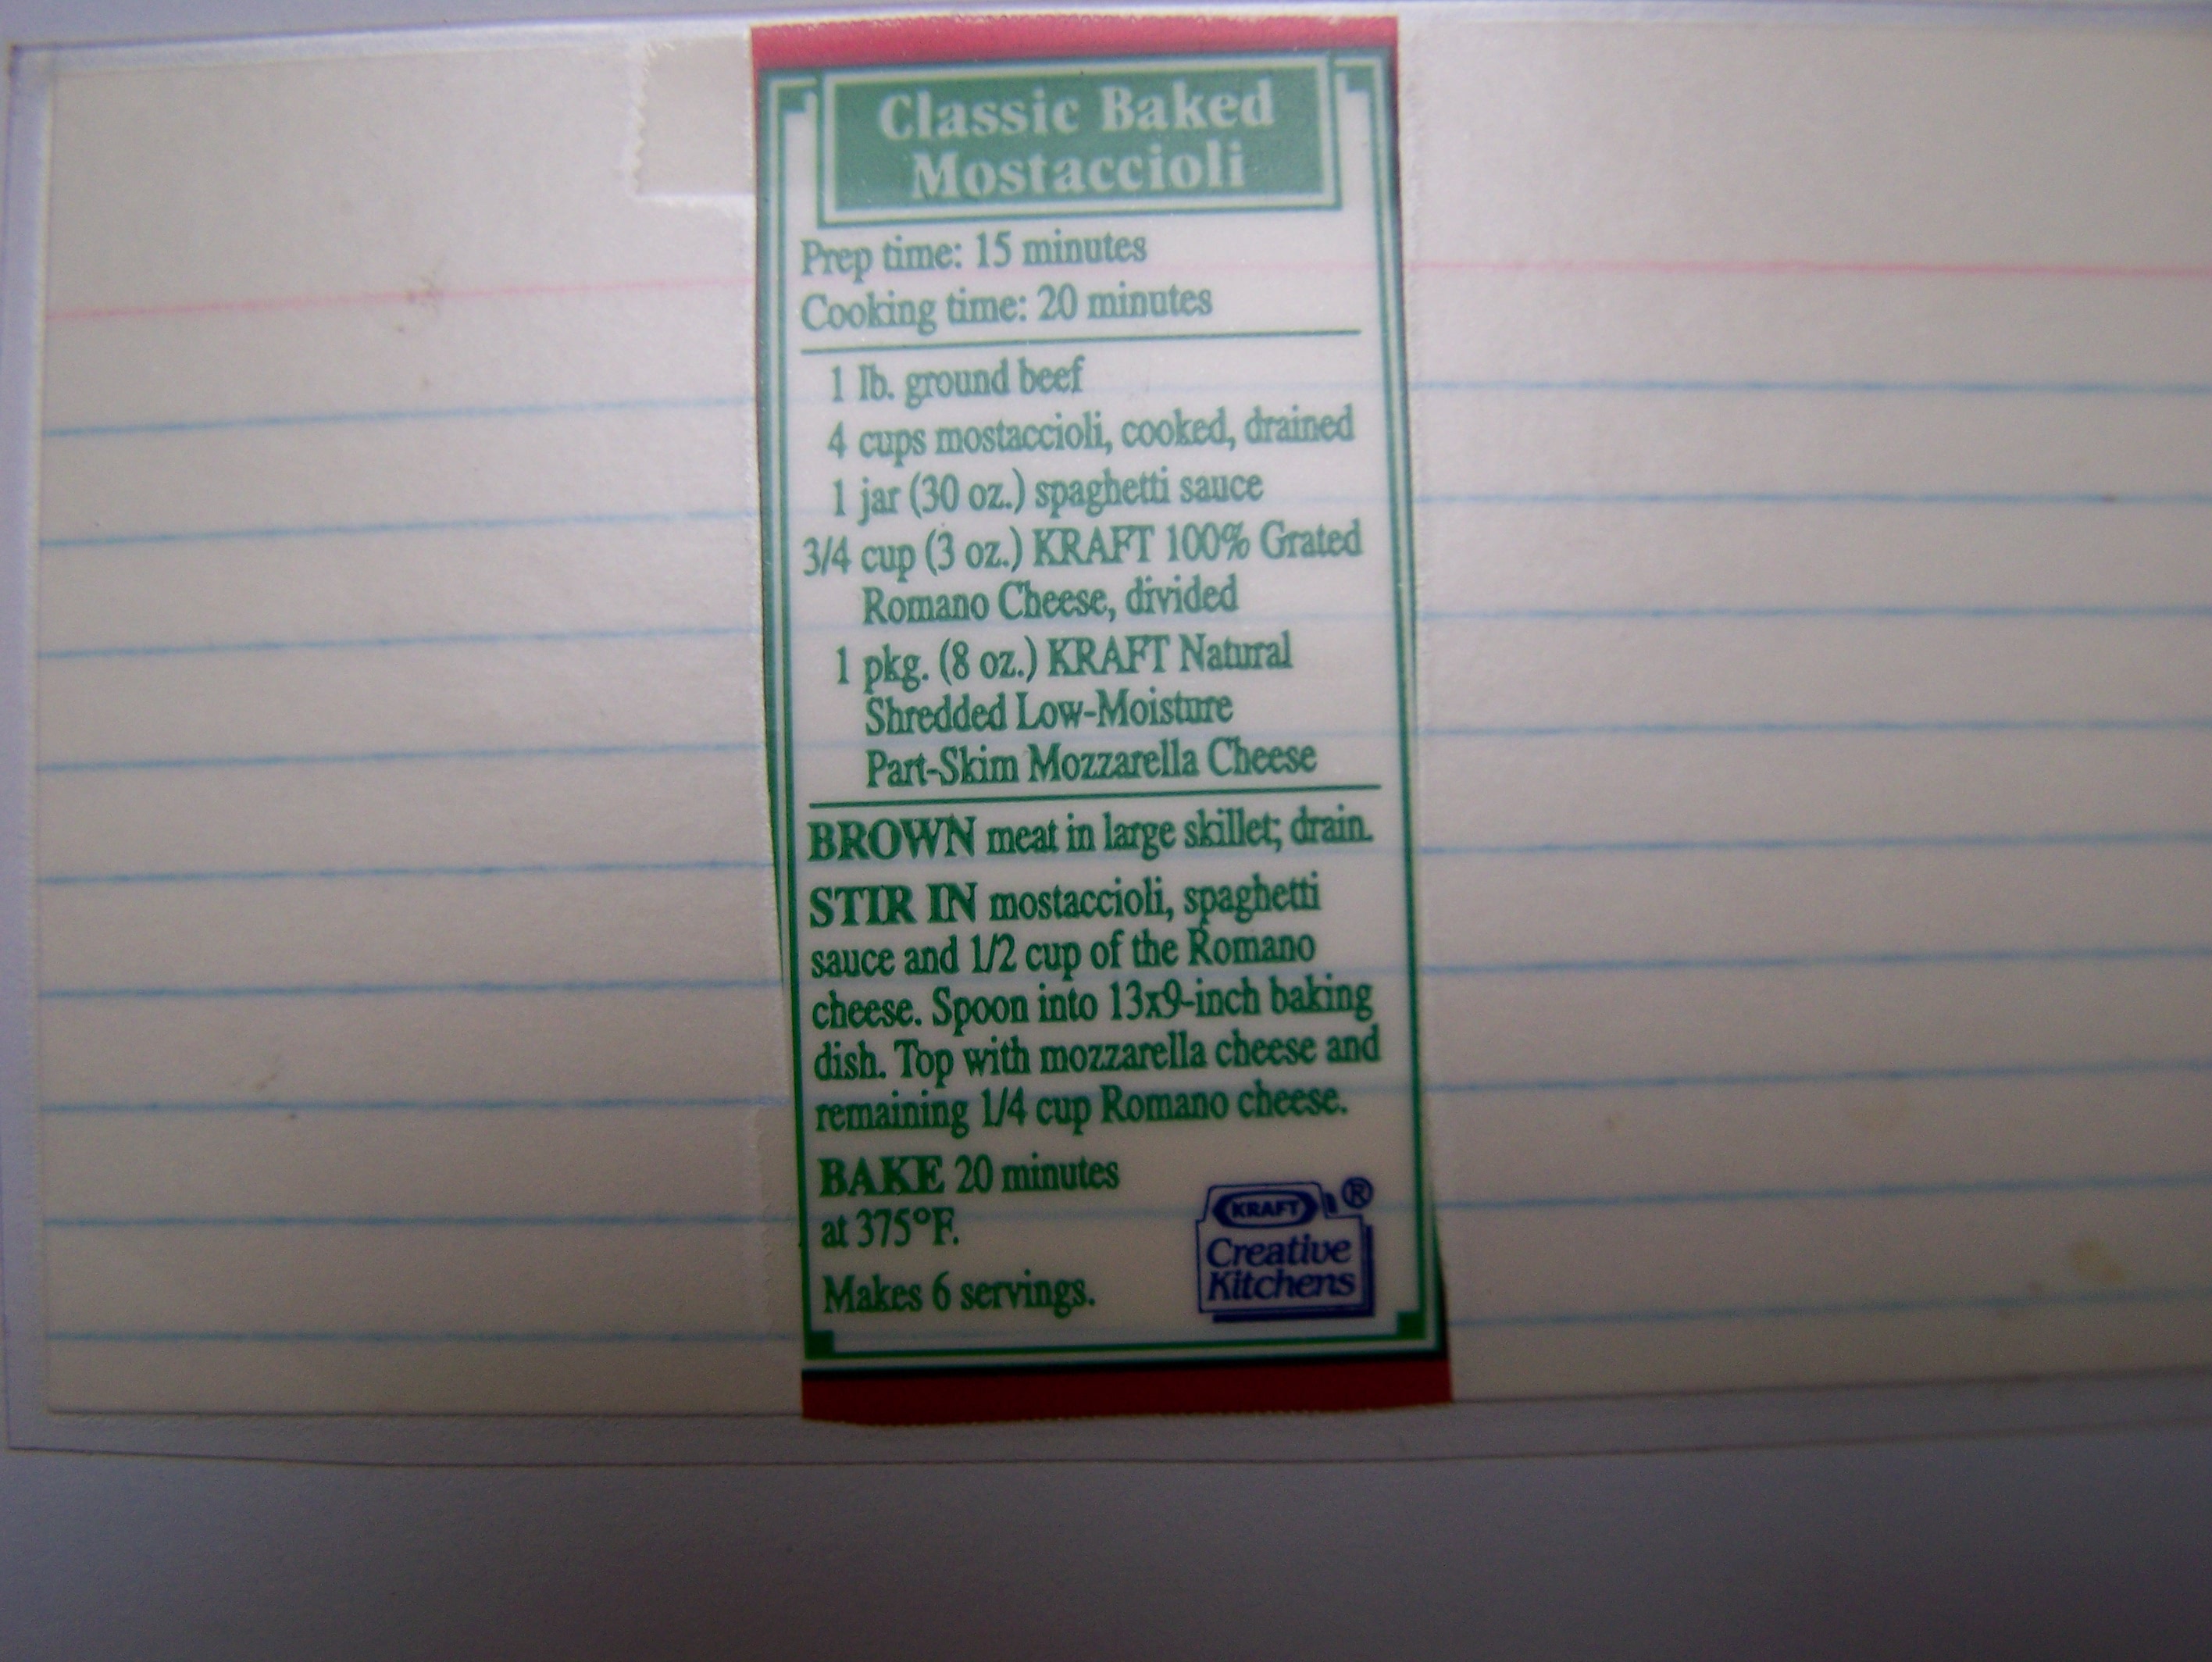 Classic Baked
Mostaccioli
Prep time: 15 minutes
Cooking time: 20 minutes
1 lb. ground beef
4 cups mostaccioli, cooked, drained
1 jar (30 oz.) spaghetti sauce
3/4 cup (3 oz.) KRAFT 100% Grated
Romano Cheese, divided
1 pkg. (8 oz.) KRAFT Natural
Shredded Low-Moisture
Part-Skim Mozzarella Cheese
BROWN meat in large skillet; drain.
STIR IN mostaccioli, spaghetti
sauce and 1/2 cup of the Romano
cheese. Spoon into 13x9-inch baking
dish. Top with mozzarella cheese and
remaining 1/4 cup Romano cheese.
BAKE 20 minutes
at 375°F.
Makes 6 servings.
KRAFT ®
Creative
Kitchens